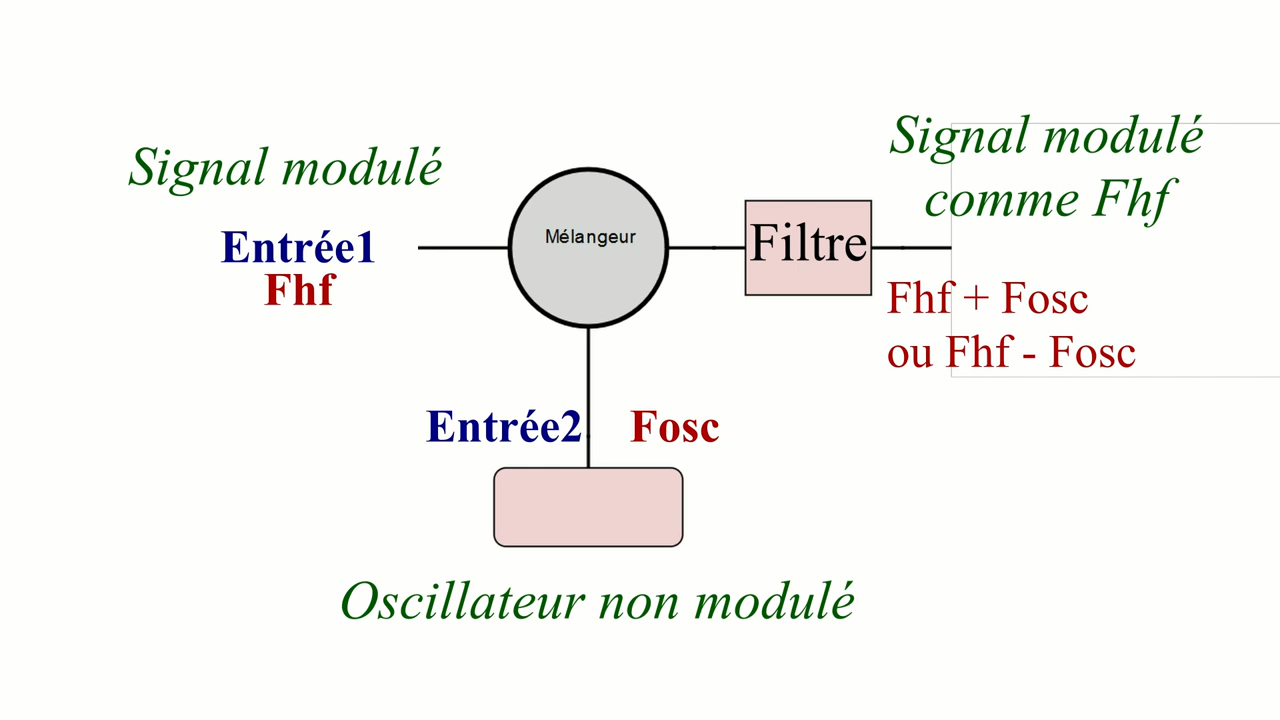 Signal modulé
Entrée1
Fhf
Mélangeur
Filtre
Signal modulé
comme Fhf
Fhf + Fosc
ou Fhf - Fosc
Entrée2
Fosc
Oscillateur non modulé